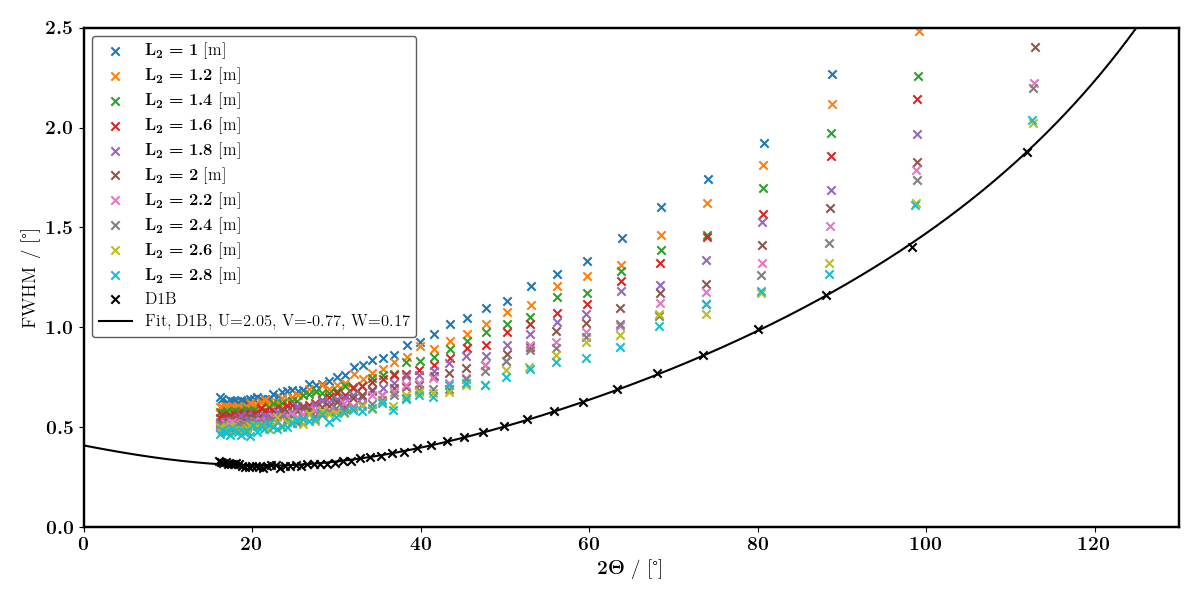 2.5
2.0
1.5
1.0
0.5
0.0
FWHM / [°]
L₂ = 1 [m]
L₂ = 1.2 [m]
L₂ = 1.4 [m]
L₂ = 1.6 [m]
L₂ = 1.8 [m]
L₂ = 2 [m]
L₂ = 2.2 [m]
L₂ = 2.4 [m]
L₂ = 2.6 [m]
L₂ = 2.8 [m]
D1B
Fit, D1B, U=2.05, V=-0.77, W=0.17
0 20 40 60 80 100 120
2Θ / [°]